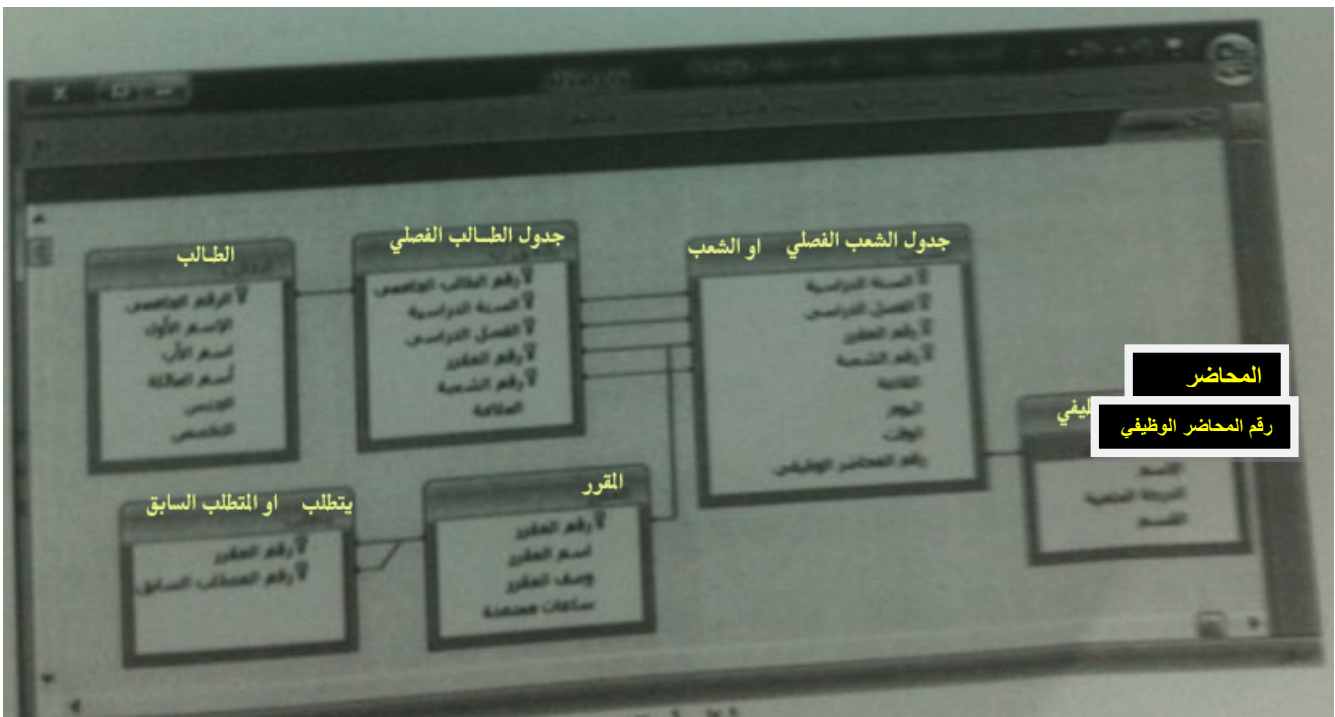 جدول الشعب الفصلي او الشعب
السنة الدراسية
الفصل الدراسي
رقم المقرر
رقم الشعبة
القاعة
اليوم
الوقت
رقم المحاضر الوظيفي
جدول الطالب الفصلي
رقم الطالب الجامعي
السنة الدراسية
الفصل الدراسي
رقم المقرر
رقم الشعبة
العلامة
الطالب
الرقم الجامعي
الاسم الأول
اسم الأب
اسم العائلة
الجنس
التخصص
المحاضر
ليفي
رقم المحاضر الوظيفي
الاسم
الدرجة العلمية
القسم
المقرر
رقم المقرر
اسم المقرر
وصف المقرر
ساعات معتمدة
يتطلب او المتطلب السابق
رقم المقرر
رقم المتطلب السابق